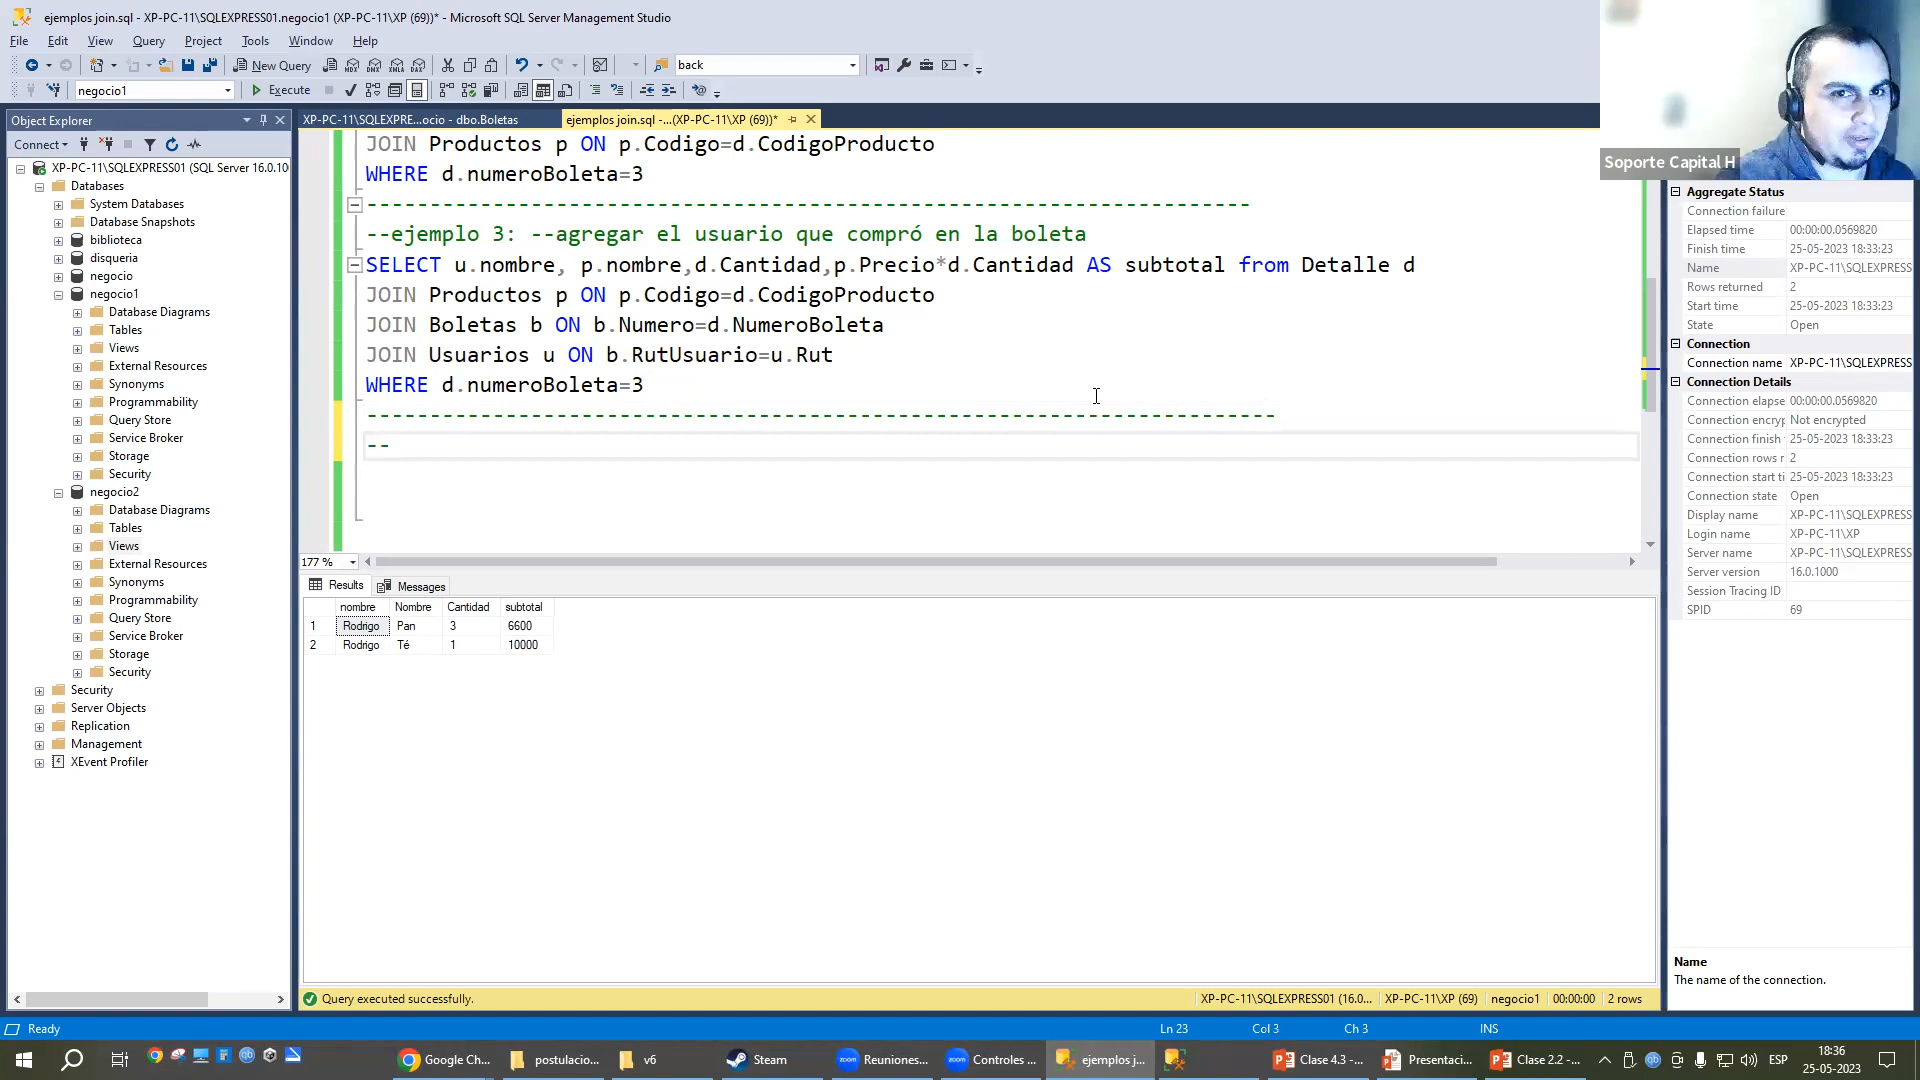 ejemplos join.sql - XP-PC-11\SQLEXPRESS01.negocio1 (XP-PC-11\XP (69))* - Microsoft SQL Server Management Studio
File Edit View Query Project Tools Window Help
New Query
back
negocio1
Execute
Object Explorer
XP-PC-11\SQLEXPRE...ocio - dbo.Boletas
ejemplos join.sql -...(XP-PC-11\XP (69))*
Connect
XP-PC-11\SQLEXPRESS01 (SQL Server 16.0.10
Databases
System Databases
Database Snapshots
biblioteca
disqueria
negocio
negocio1
Database Diagrams
Tables
Views
External Resources
Synonyms
Programmability
Query Store
Service Broker
Storage
Security
negocio2
Database Diagrams
Tables
Views
External Resources
Synonyms
Programmability
Query Store
Service Broker
Storage
Security
Security
Server Objects
Replication
Management
XEvent Profiler
JOIN Productos p ON p.Codigo=d.CodigoProducto
WHERE d.numeroBoleta=3
----------------------------------------------------------------------
--ejemplo 3: --agregar el usuario que compró en la boleta
SELECT u.nombre, p.nombre,d.Cantidad,p.Precio*d.Cantidad AS subtotal from Detalle d
JOIN Productos p ON p.Codigo=d.CodigoProducto
JOIN Boletas b ON b.Numero=d.NumeroBoleta
JOIN Usuarios u ON b.RutUsuario=u.Rut
WHERE d.numeroBoleta=3
------------------------------------------------------------------------
--
177 %
Results Messages
nombre Nombre Cantidad subtotal
1 Rodrigo Pan 3 6600
2 Rodrigo Té 1 10000
Query executed successfully.
XP-PC-11\SQLEXPRESS01 (16.0... XP-PC-11\XP (69) negocio1 00:00:00 2 rows
Soporte Capital H
Aggregate Status
Connection failure
Elapsed time 00:00:00.0569820
Finish time 25-05-2023 18:33:23
Name XP-PC-11\SQLEXPRESS
Rows returned 2
Start time 25-05-2023 18:33:23
State Open
Connection
Connection name XP-PC-11\SQLEXPRESS
Connection Details
Connection elapse 00:00:00.0569820
Connection encryp Not encrypted
Connection finish 25-05-2023 18:33:23
Connection rows r 2
Connection start ti 25-05-2023 18:33:23
Connection state Open
Display name XP-PC-11\SQLEXPRESS
Login name XP-PC-11\XP
Server name XP-PC-11\SQLEXPRESS
Server version 16.0.1000
Session Tracing ID
SPID 69
Name
The name of the connection.
Ready
Ln 23 Col 3 Ch 3 INS
Google Ch... postulacio... v6 Steam Reuniones... Controles ... ejemplos j... Clase 4.3 -... Presentaci... Clase 2.2 -... ESP
18:36
25-05-2023